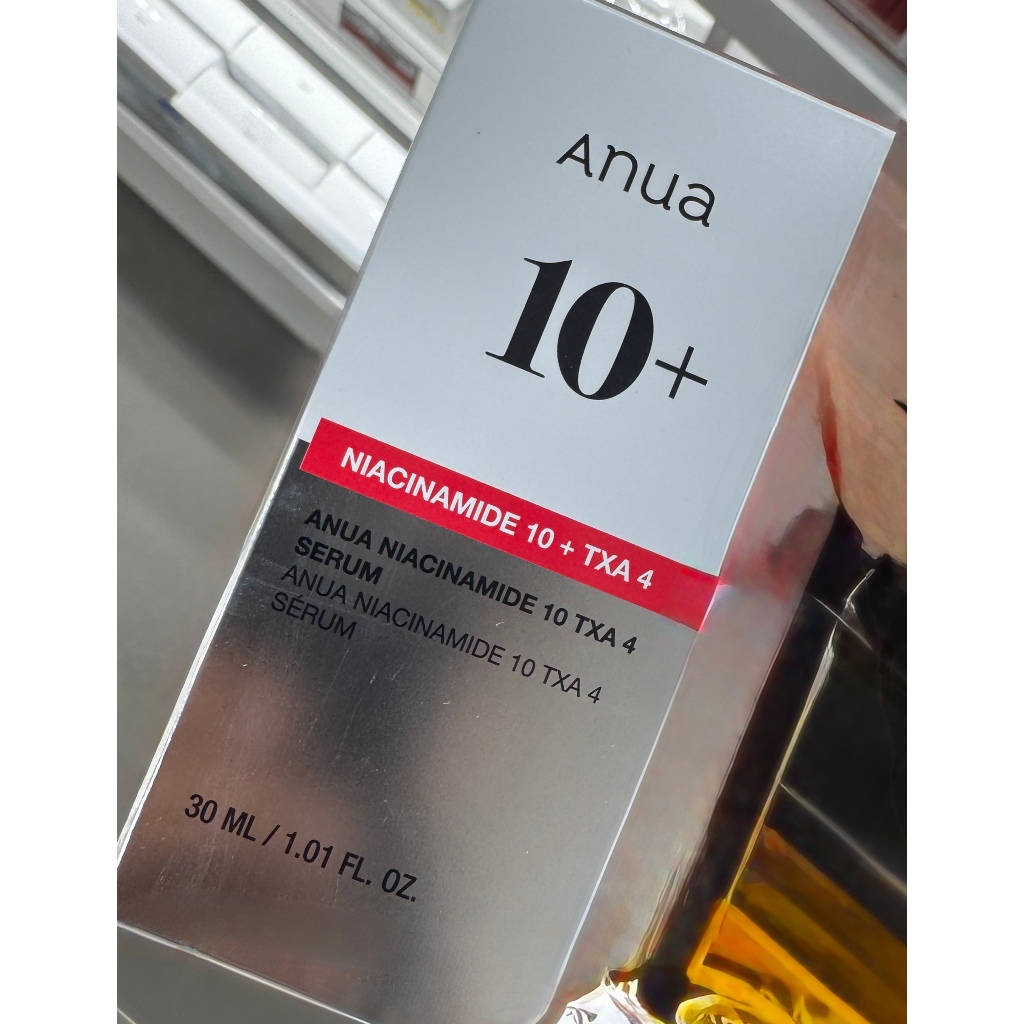 Anua
10+
NIACINAMIDE 10 + TXA 4
ANUA NIACINAMIDE 10 TXA 4
SERUM
ANUA NIACINAMIDE 10 TXA 4
SÉRUM
30 ML / 1.01 FL. OZ.